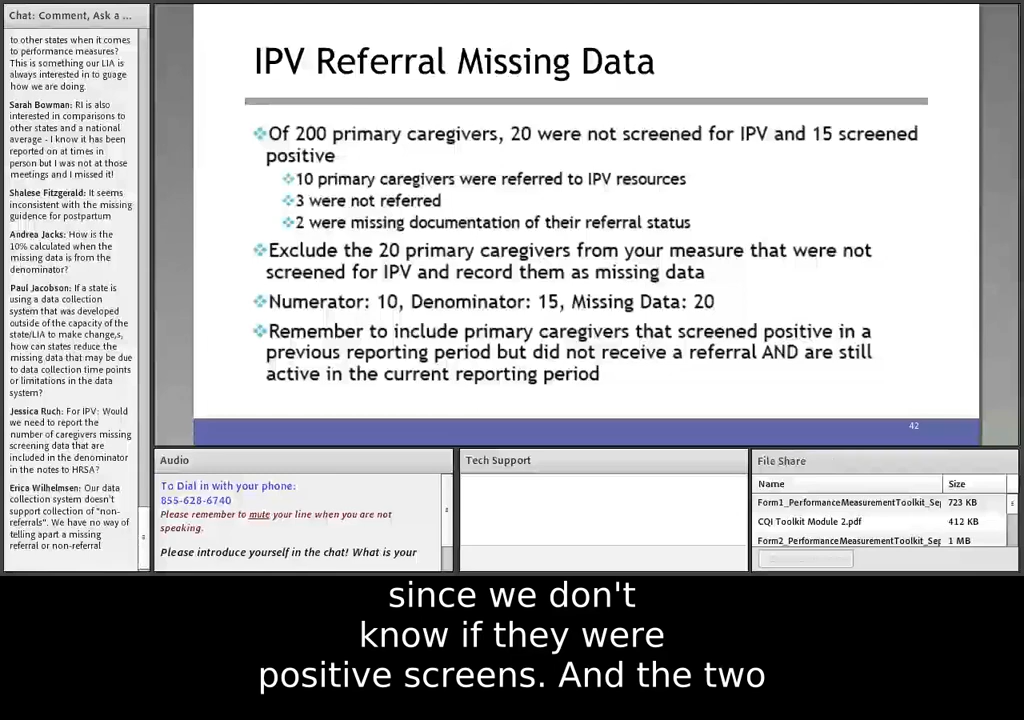 Chat: Comment, Ask a ...
to other states when it comes
to performance measures?
This is something our LIA is
always interested in to guage
how we are doing.
Sarah Bowman: RI is also
interested in comparisons to
other states and a national
average - I know it has been
reported on at times in
person but I was not at those
meetings and I missed it!
Shalese Fitzgerald: It seems
inconsistent with the missing
guidence for postpartum
Andrea Jacks: How is the
10% calculated when the
missing data is from the
denominator?
Paul Jacobson: If a state is
using a data collection
system that was developed
outside of the capacity of the
state/LIA to make change,s,
how can states reduce the
missing data that may be due
to data collection time points
or limitations in the data
system?
Jessica Ruch: For IPV: Would
we need to report the
number of caregivers missing
screening data that are
included in the denominator
in the notes to HRSA?
Erica Wilhelmsen: Our data
collection system doesn't
support collection of "non-
referrals". We have no way of
telling apart a missing
referral or non-referral
IPV Referral Missing Data
Of 200 primary caregivers, 20 were not screened for IPV and 15 screened
positive
10 primary caregivers were referred to IPV resources
3 were not referred
2 were missing documentation of their referral status
Exclude the 20 primary caregivers from your measure that were not
screened for IPV and record them as missing data
Numerator: 10, Denominator: 15, Missing Data: 20
Remember to include primary caregivers that screened positive in a
previous reporting period but did not receive a referral AND are still
active in the current reporting period
42
Audio
To Dial in with your phone:
855-628-6740
Please remember to mute your line when you are not
speaking.
Please introduce yourself in the chat! What is your
Tech Support
File Share
Name Size
Form1_PerformanceMeasurementToolkit_Sep 723 KB
CQI Toolkit Module 2.pdf 412 KB
Form2_PerformanceMeasurementToolkit_Sep 1 MB
since we don't
know if they were
positive screens. And the two